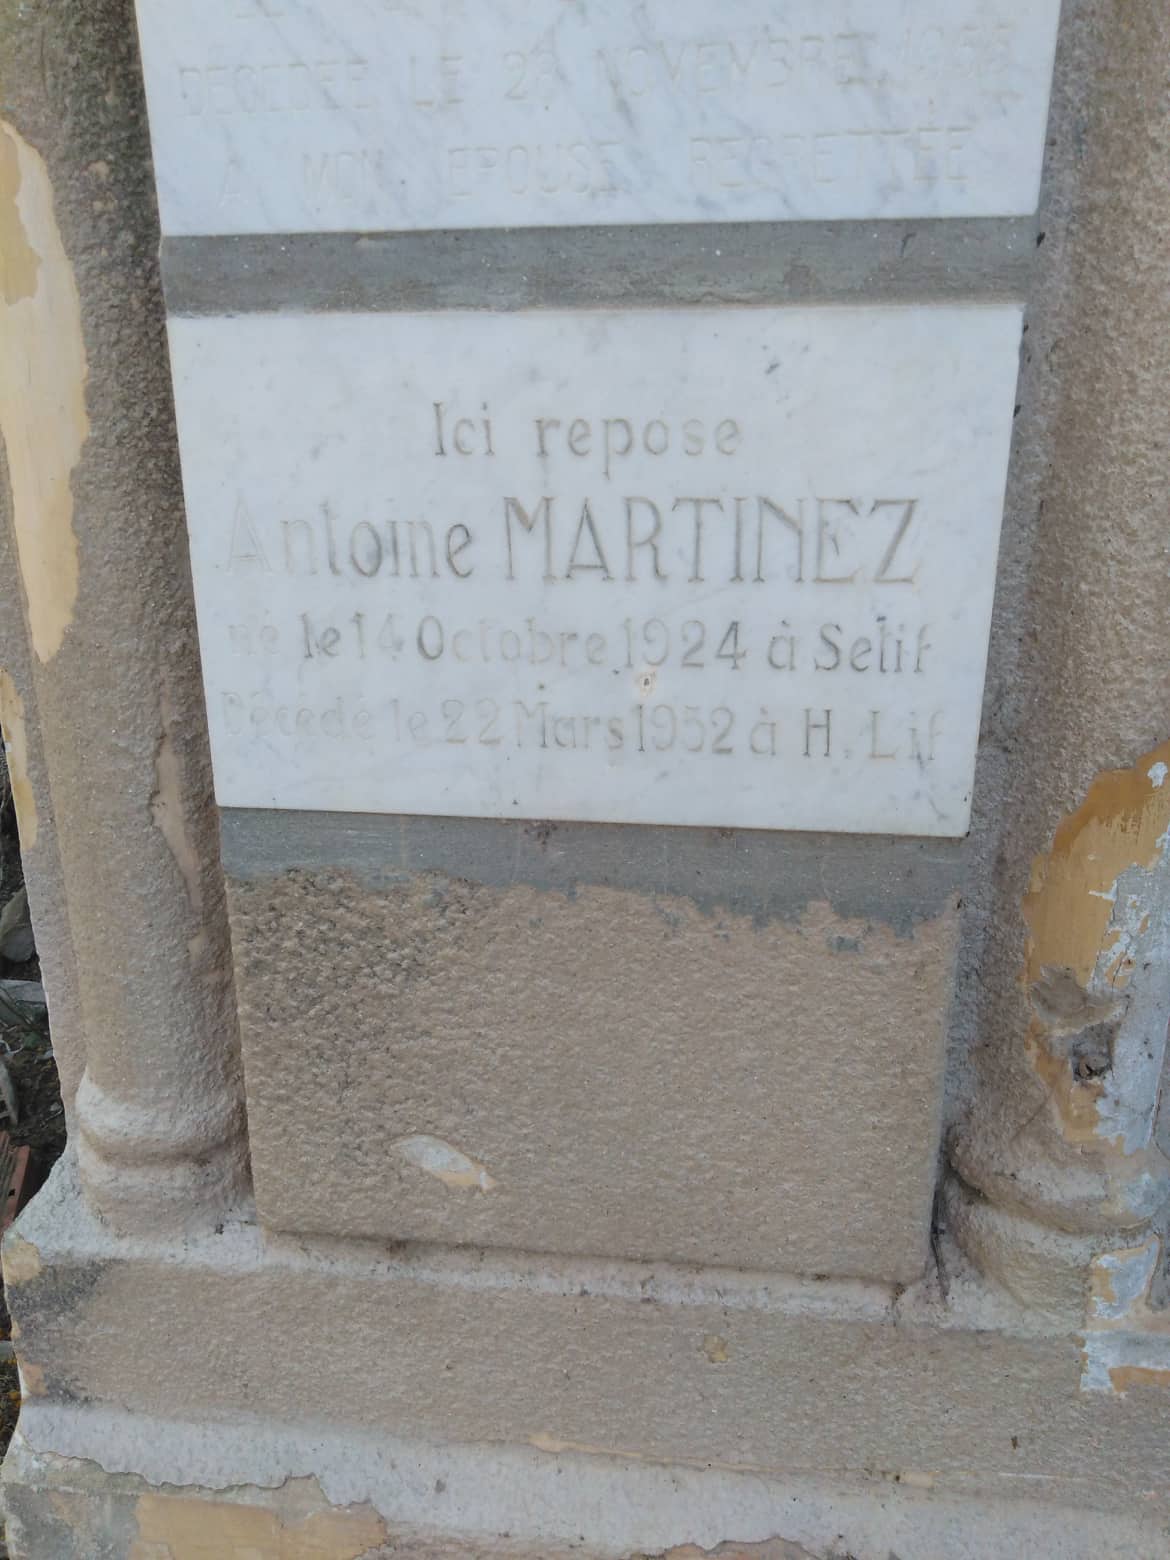 DECEDEE LE 28 NOVEMBRE
A MON EPOUSE REGRETTÉE
Ici repose
Antoine MARTINEZ
né le 14 Octobre 1924 à Setif
Décédé le 22 Mars 1952 à H. Lif